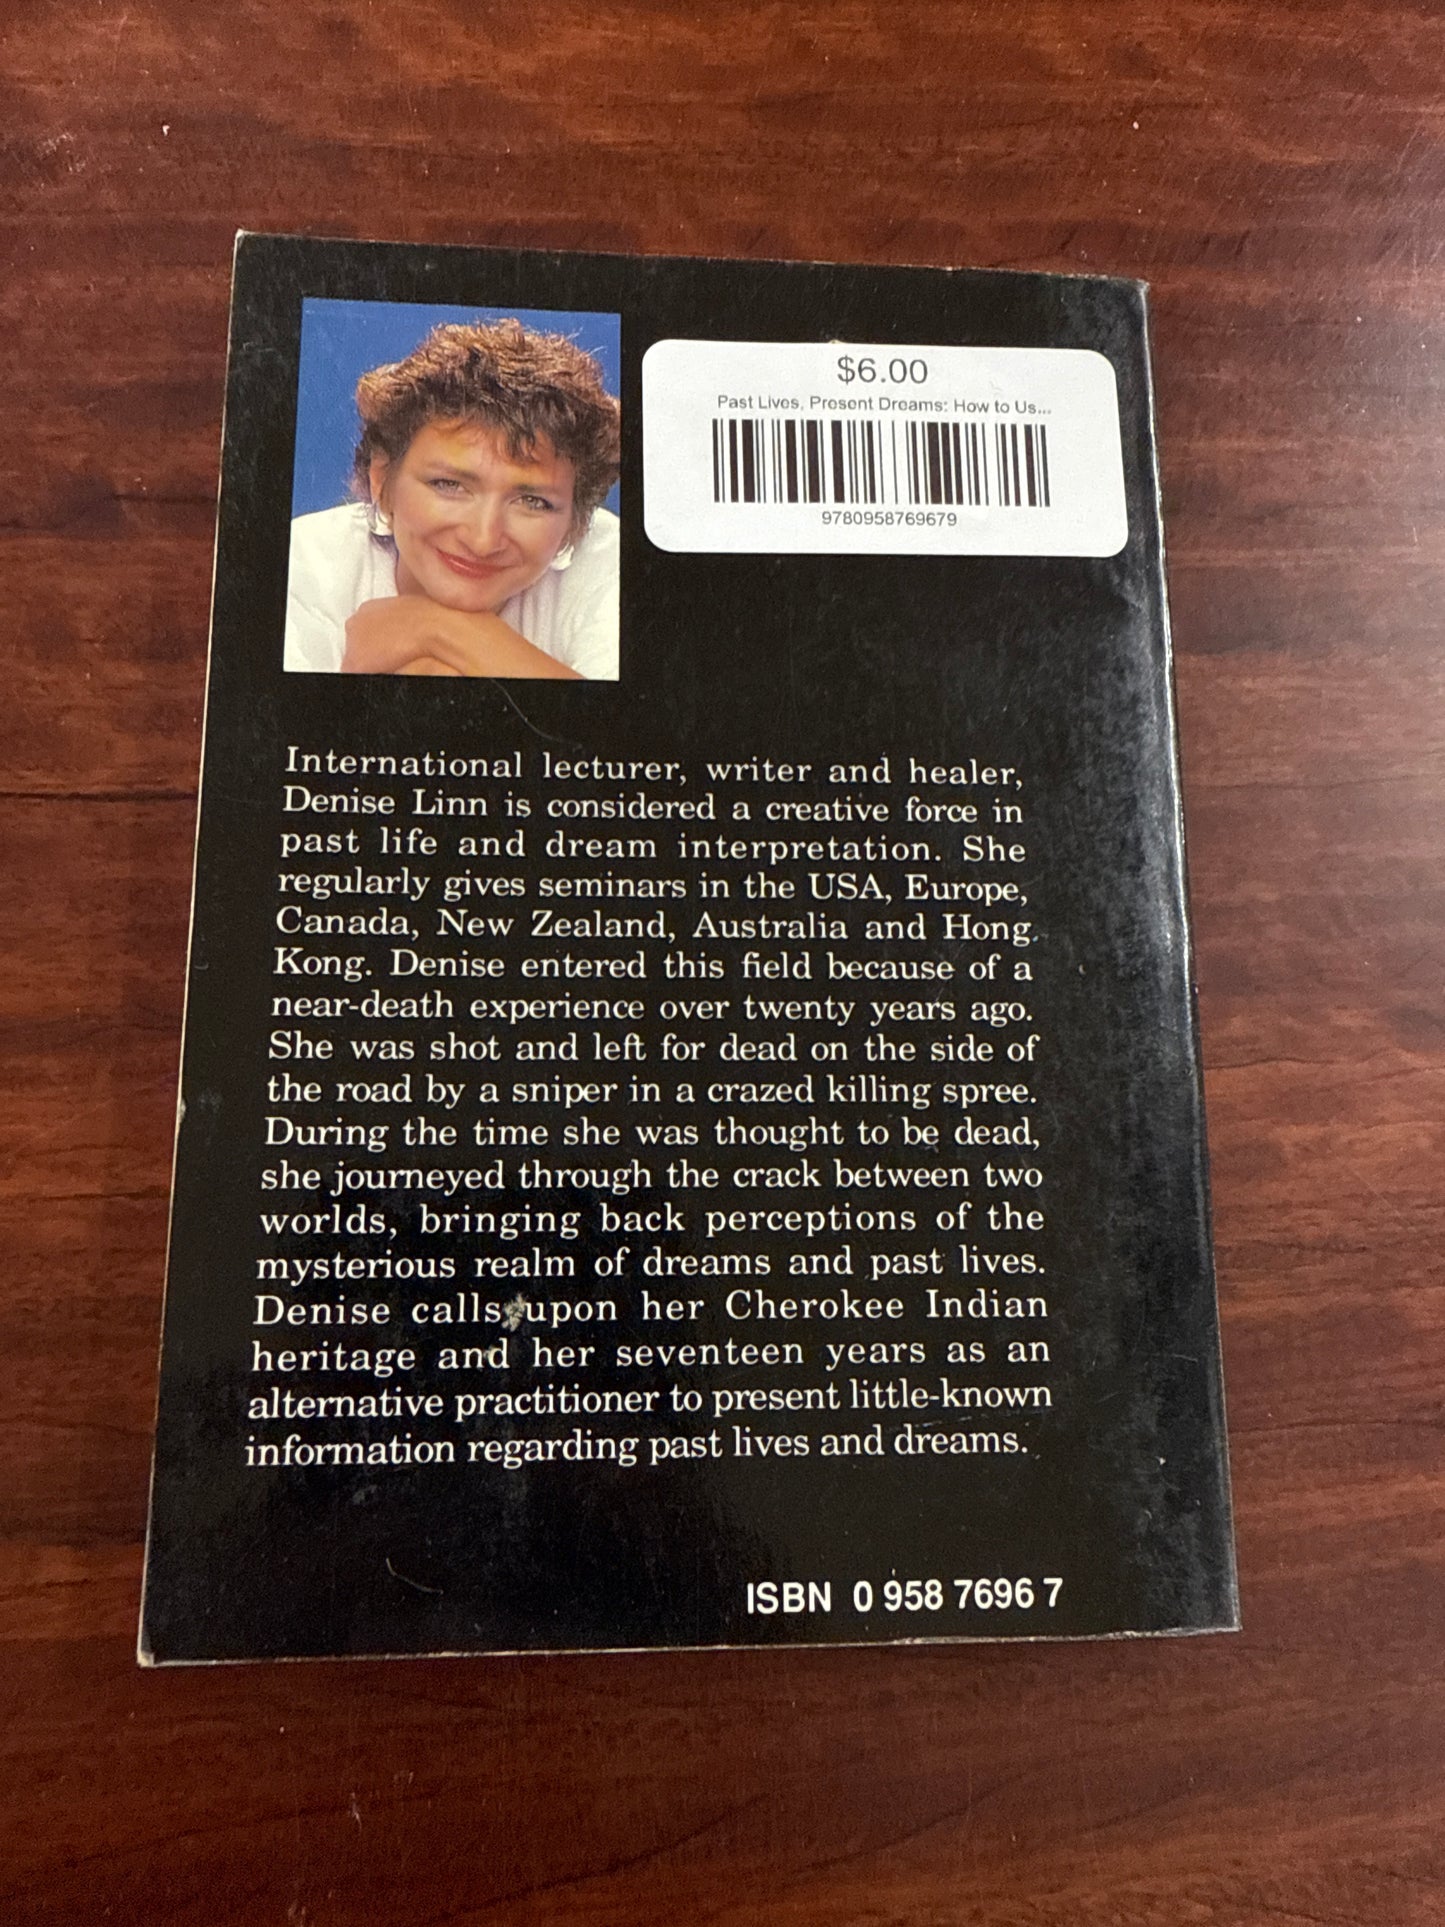 $6.00
Past Lives, Present Dreams: How to Us...
9780958769679
International lecturer, writer and healer,
Denise Linn is considered a creative force in
past life and dream interpretation. She
regularly gives seminars in the USA, Europe,
Canada, New Zealand, Australia and Hong
Kong. Denise entered this field because of a
near-death experience over twenty years ago.
She was shot and left for dead on the side of
the road by a sniper in a crazed killing spree.
During the time she was thought to be dead,
she journeyed through the crack between two
worlds, bringing back perceptions of the
mysterious realm of dreams and past lives.
Denise calls upon her Cherokee Indian
heritage and her seventeen years as an
alternative practitioner to present little-known
information regarding past lives and dreams.
ISBN 0 958 7696 7